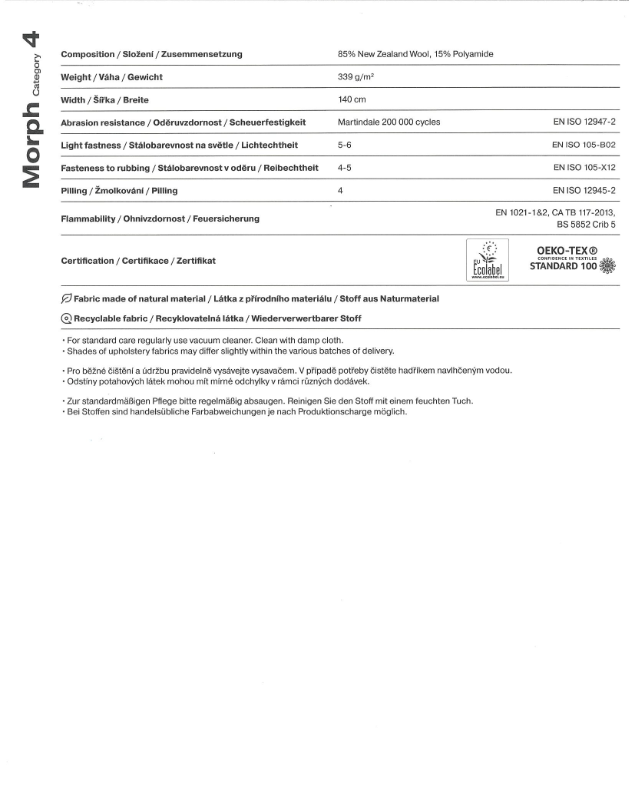 Morph Category 4
Composition / Složení / Zusammensetzung 85% New Zealand Wool, 15% Polyamide
Weight / Váha / Gewicht 339 g/m²
Width / Šířka / Breite 140 cm
Abrasion resistance / Oděruvzdornost / Scheuerfestigkeit Martindale 200 000 cycles EN ISO 12947-2
Light fastness / Stálobarevnost na světle / Lichtechtheit 5-6 EN ISO 105-B02
Fasteness to rubbing / Stálobarevnost v oděru / Reibechtheit 4-5 EN ISO 105-X12
Pilling / Žmolkování / Pilling 4 EN ISO 12945-2
Flammability / Ohnivzdornost / Feuersicherung EN 1021-1&2, CA TB 117-2013,
BS 5852 Crib 5
Certification / Certifikace / Zertifikat
EU
Ecolabel
www.ecolabel.eu
OEKO-TEX®
CONFIDENCE IN TEXTILES
STANDARD 100
Fabric made of natural material / Látka z přírodního materiálu / Stoff aus Naturmaterial
Recyclable fabric / Recyklovatelná látka / Wiederverwertbarer Stoff
• For standard care regularly use vacuum cleaner. Clean with damp cloth.
• Shades of upholstery fabrics may differ slightly within the various batches of delivery.
• Pro běžné čištění a údržbu pravidelně vysávejte vysavačem. V případě potřeby čistěte hadříkem navlhčeným vodou.
• Odstíny potahových látek mohou mít mírné odchylky v rámci různých dodávek.
• Zur standardmäßigen Pflege bitte regelmäßig absaugen. Reinigen Sie den Stoff mit einem feuchten Tuch.
• Bei Stoffen sind handelsübliche Farbabweichungen je nach Produktionscharge möglich.